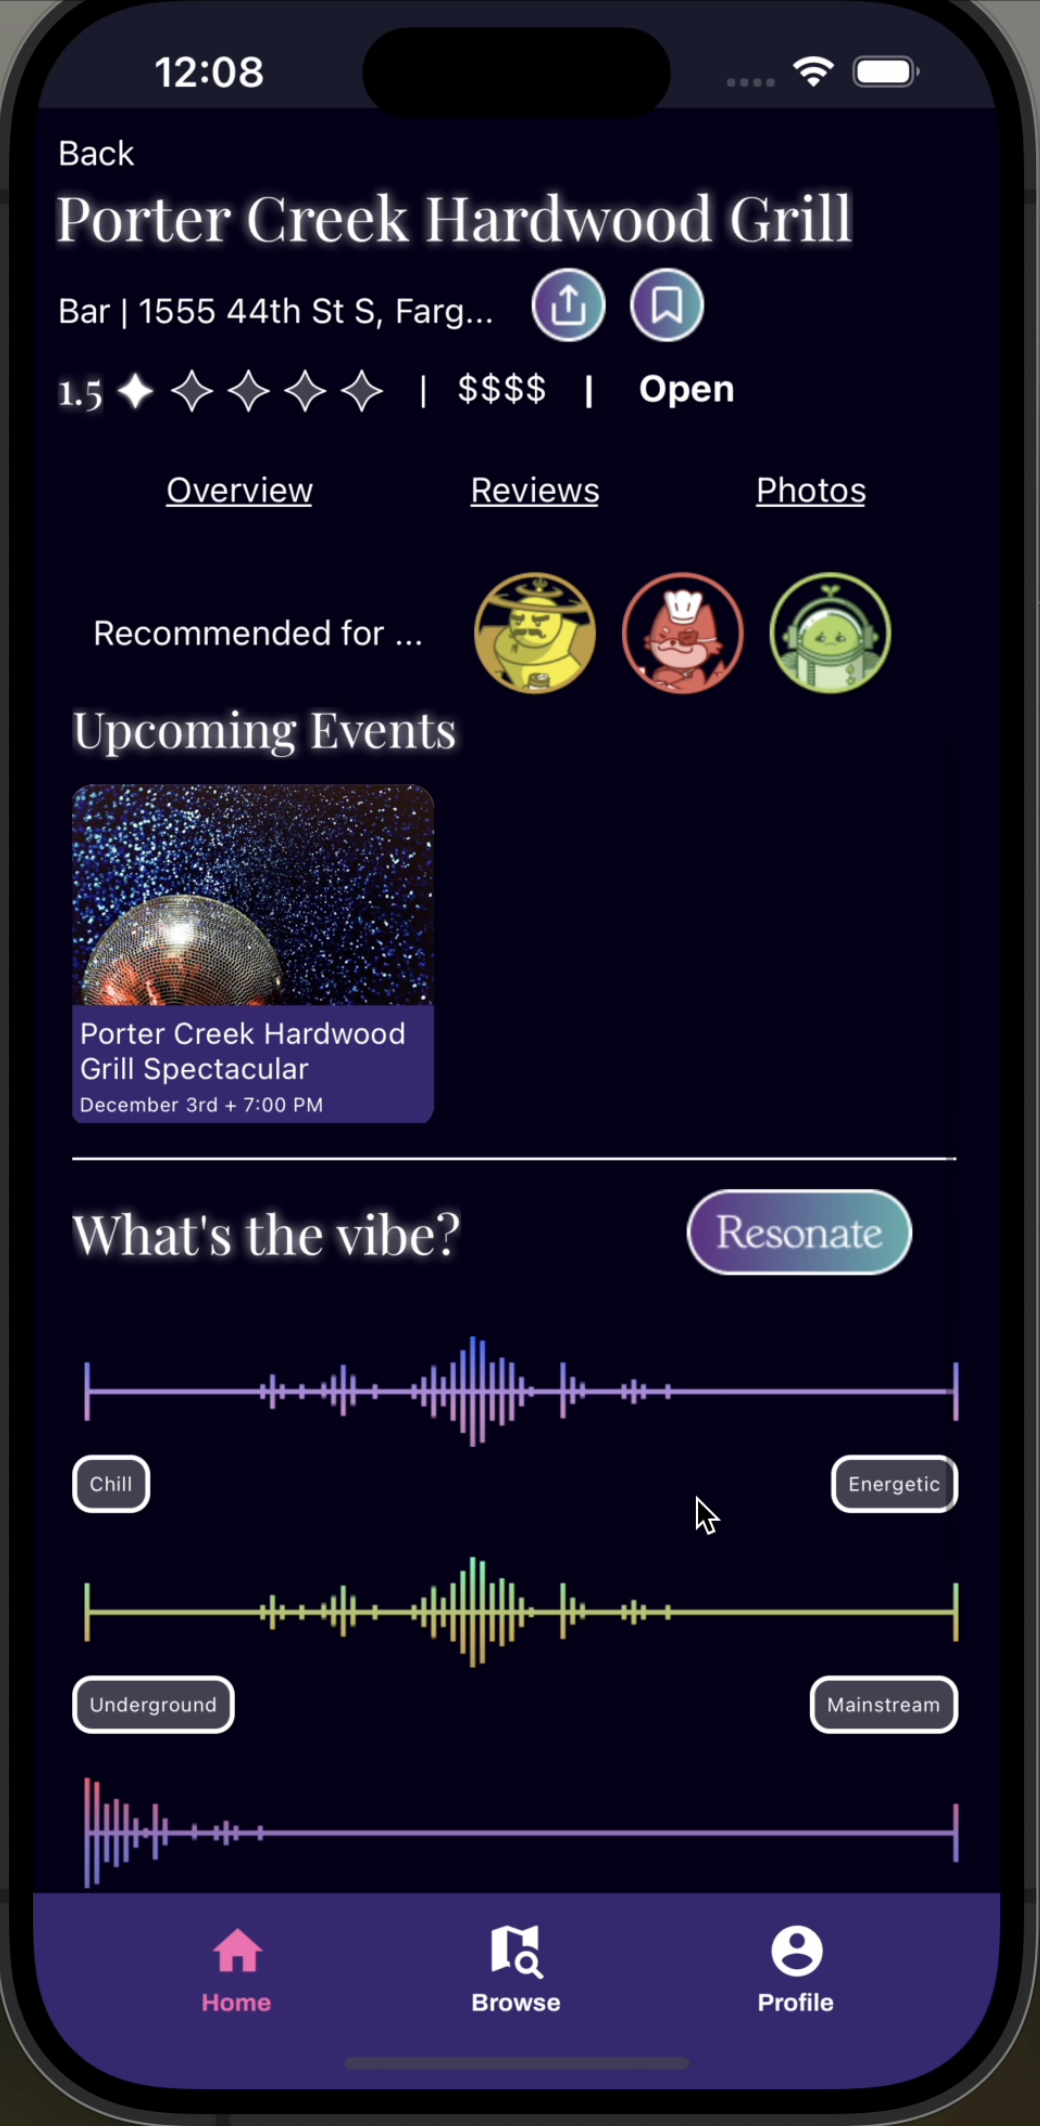 12:08
Back
Porter Creek Hardwood Grill
Bar | 1555 44th St S, Farg...
1.5 | $$$$ | Open
Overview Reviews Photos
Recommended for ...
Upcoming Events
Porter Creek Hardwood
Grill Spectacular
December 3rd + 7:00 PM
What's the vibe? Resonate
Chill Energetic
Underground Mainstream
Home Browse Profile